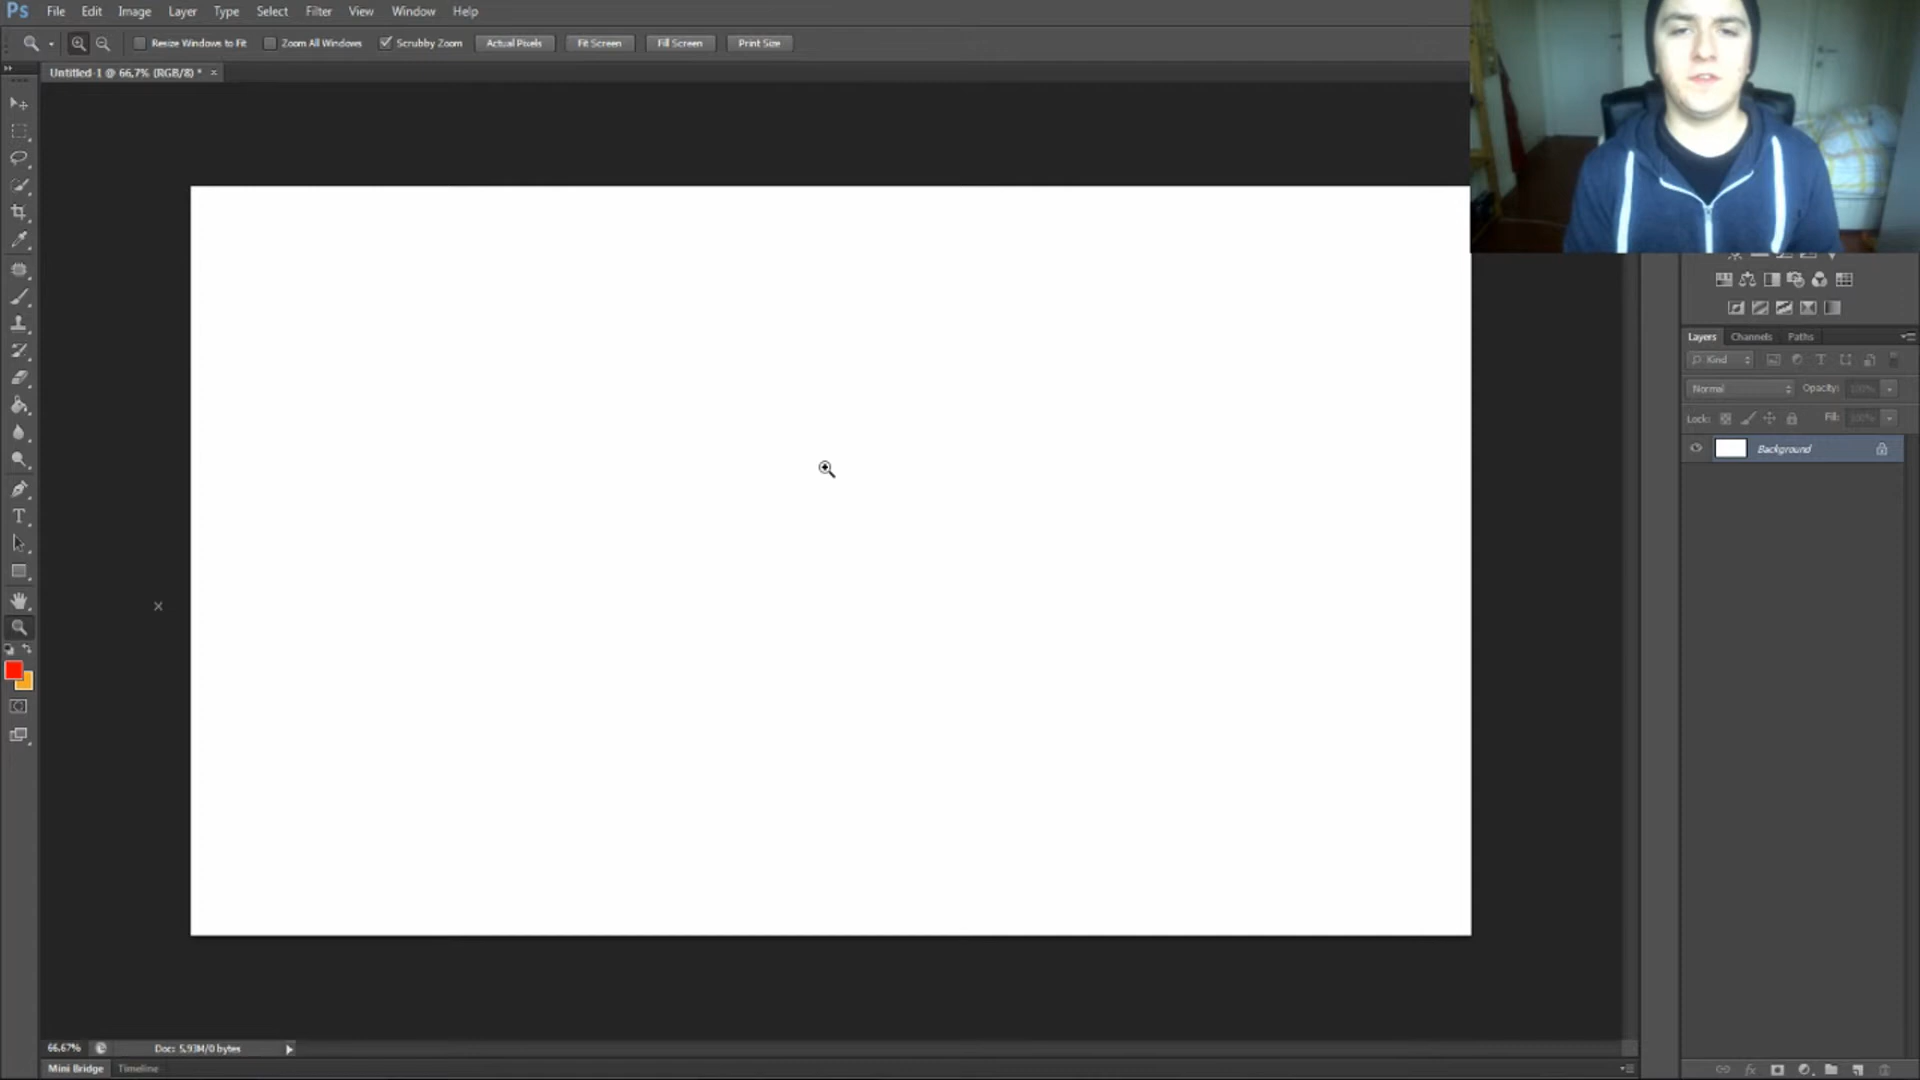 Ps File Edit Image Layer Type Select Filter View Window Help
Resize Windows to Fit Zoom All Windows Scrubby Zoom Actual Pixels Fit Screen Fill Screen Print Size
Untitled-1 @ 66,7% (RGB/8) * ×
Layers Channels Paths
Kind
Normal Opacity: 100%
Lock: Fill: 100%
Background
66.67% Doc: 5,93M/0 bytes
Mini Bridge Timeline